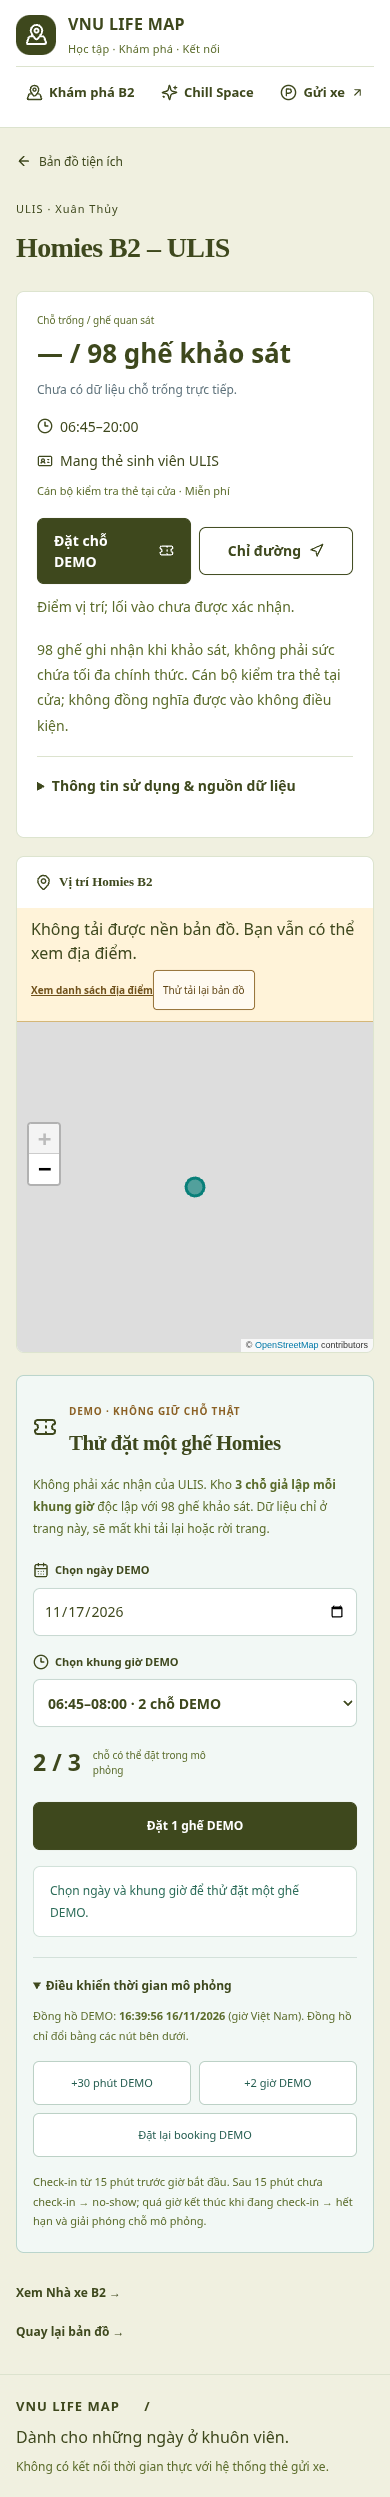 VNU LIFE MAP
Học tập · Khám phá · Kết nối
Khám phá B2
Chill Space
Gửi xe ↗
← Bản đồ tiện ích
ULIS · Xuân Thủy
Homies B2 – ULIS
Chỗ trống / ghế quan sát
— / 98 ghế khảo sát
Chưa có dữ liệu chỗ trống trực tiếp.
06:45–20:00
Mang thẻ sinh viên ULIS
Cán bộ kiểm tra thẻ tại cửa · Miễn phí
Đặt chỗ
DEMO
Chỉ đường
Điểm vị trí; lối vào chưa được xác nhận.
98 ghế ghi nhận khi khảo sát, không phải sức
chứa tối đa chính thức. Cán bộ kiểm tra thẻ tại
cửa; không đồng nghĩa được vào không điều
kiện.
Thông tin sử dụng & nguồn dữ liệu
Vị trí Homies B2
Không tải được nền bản đồ. Bạn vẫn có thể
xem địa điểm.
Xem danh sách địa điểm
Thử tải lại bản đồ
+
−
© OpenStreetMap contributors
DEMO · KHÔNG GIỮ CHỖ THẬT
Thử đặt một ghế Homies
Không phải xác nhận của ULIS. Kho 3 chỗ giả lập mỗi
khung giờ độc lập với 98 ghế khảo sát. Dữ liệu chỉ ở
trang này, sẽ mất khi tải lại hoặc rời trang.
Chọn ngày DEMO
11/17/2026
Chọn khung giờ DEMO
06:45–08:00 · 2 chỗ DEMO
2 / 3
chỗ có thể đặt trong mô
phỏng
Đặt 1 ghế DEMO
Chọn ngày và khung giờ để thử đặt một ghế
DEMO.
Điều khiển thời gian mô phỏng
Đồng hồ DEMO: 16:39:56 16/11/2026 (giờ Việt Nam). Đồng hồ
chỉ đổi bằng các nút bên dưới.
+30 phút DEMO
+2 giờ DEMO
Đặt lại booking DEMO
Check-in từ 15 phút trước giờ bắt đầu. Sau 15 phút chưa
check-in → no-show; quá giờ kết thúc khi đang check-in → hết
hạn và giải phóng chỗ mô phỏng.
Xem Nhà xe B2 →
Quay lại bản đồ →
VNU LIFE MAP /
Dành cho những ngày ở khuôn viên.
Không có kết nối thời gian thực với hệ thống thẻ gửi xe.